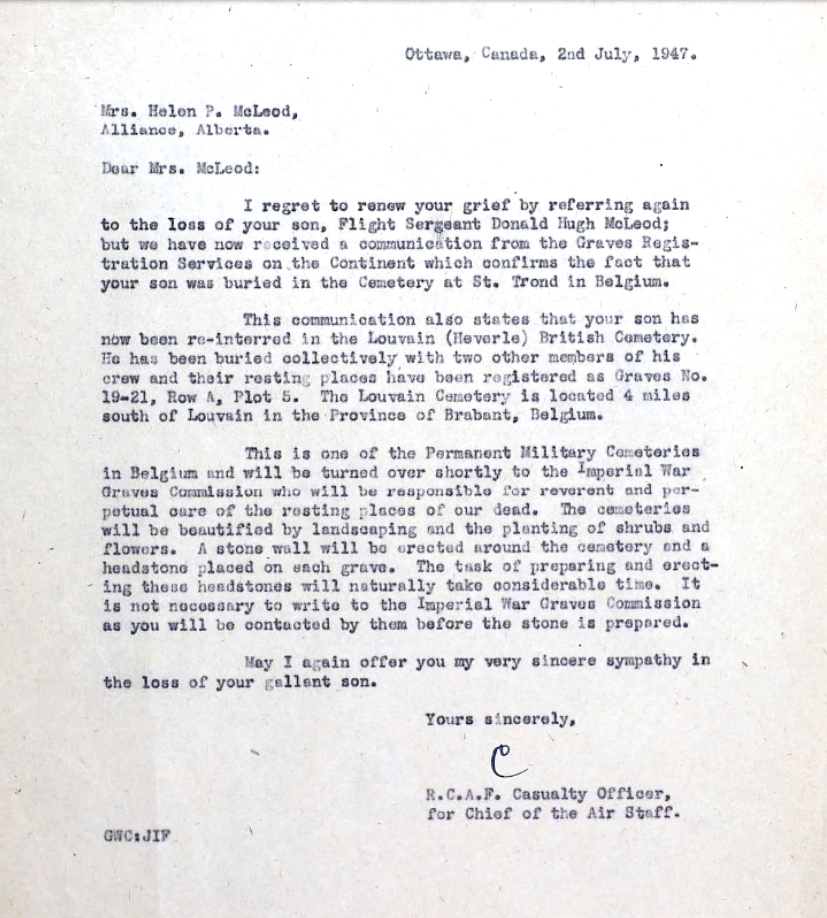 Ottawa, Canada, 2nd July, 1947.
Mrs. Helen P. McLeod,
Alliance, Alberta.
Dear Mrs. McLeod:
I regret to renew your grief by referring again
to the loss of your son, Flight Sergeant Donald Hugh McLeod;
but we have now received a communication from the Graves Regis-
tration Services on the Continent which confirms the fact that
your son was buried in the Cemetery at St. Trond in Belgium.
This communication also states that your son has
now been re-interred in the Louvain (Heverle) British Cemetery.
He has been buried collectively with two other members of his
crew and their resting places have been registered as Graves No.
19-21, Row A, Plot 5. The Louvain Cemetery is located 4 miles
south of Louvain in the Province of Brabant, Belgium.
This is one of the Permanent Military Cemeteries
in Belgium and will be turned over shortly to the Imperial War
Graves Commission who will be responsible for reverent and per-
petual care of the resting places of our dead. The cemeteries
will be beautified by landscaping and the planting of shrubs and
flowers. A stone wall will be erected around the cemetery and a
headstone placed on each grave. The task of preparing and erect-
ing these headstones will naturally take considerable time. It
is not necessary to write to the Imperial War Graves Commission
as you will be contacted by them before the stone is prepared.
May I again offer you my very sincere sympathy in
the loss of your gallant son.
Yours sincerely,
C
R.C.A.F. Casualty Officer,
for Chief of the Air Staff.
GWC:JIF